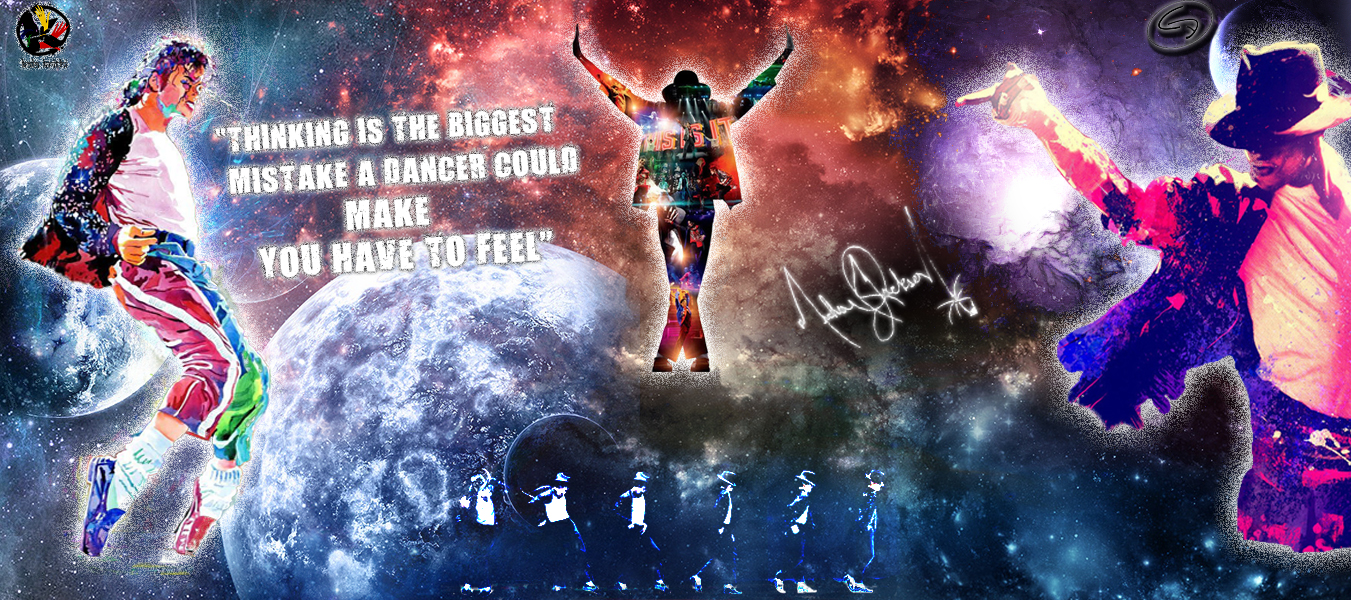 "THINKING IS THE BIGGEST
MISTAKE A DANCER COULD
MAKE
YOU HAVE TO FEEL"
THIS IS IT